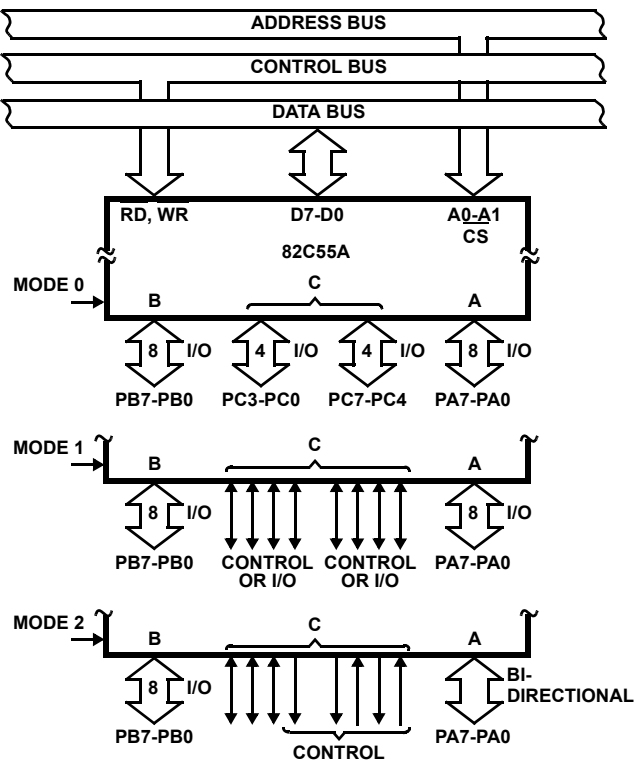 ADDRESS BUS
CONTROL BUS
DATA BUS
RD, WR D7-D0 A0-A1
CS
82C55A
MODE 0
B C A
8 I/O 4 I/O 4 I/O 8 I/O
PB7-PB0 PC3-PC0 PC7-PC4 PA7-PA0
MODE 1
B C A
8 I/O 8 I/O
PB7-PB0 CONTROL CONTROL PA7-PA0
OR I/O OR I/O
MODE 2
B C A
8 I/O BI-
DIRECTIONAL
PB7-PB0 PA7-PA0
CONTROL